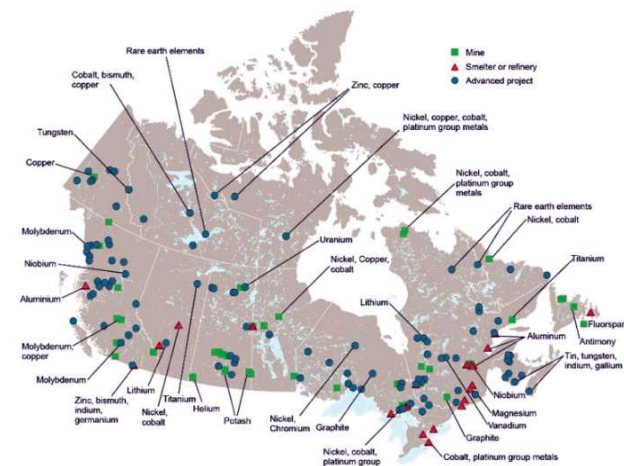 Rare earth elements
Mine
Smelter or refinery
Advanced project
Cobalt, bismuth,
copper
Zinc, copper
Tungsten
Nickel, copper, cobalt,
platinum group metals
Copper
Nickel, cobalt,
platinum group
metals
Rare earth elements
Nickel, cobalt
Molybdenum
Uranium
Niobium
Nickel, Copper,
cobalt
Titanium
Aluminium
Lithium
Fluorspar
Antimony
Aluminum
Molybdenum,
copper
Tin, tungsten,
indium, gallium
Molybdenum
Zinc, bismuth,
indium,
germanium
Lithium
Nickel,
cobalt
Titanium
Helium
Potash
Nickel,
Chromium
Graphite
Niobium
Magnesium
Vanadium
Graphite
Nickel, cobalt,
platinum group
Cobalt, platinum group metals